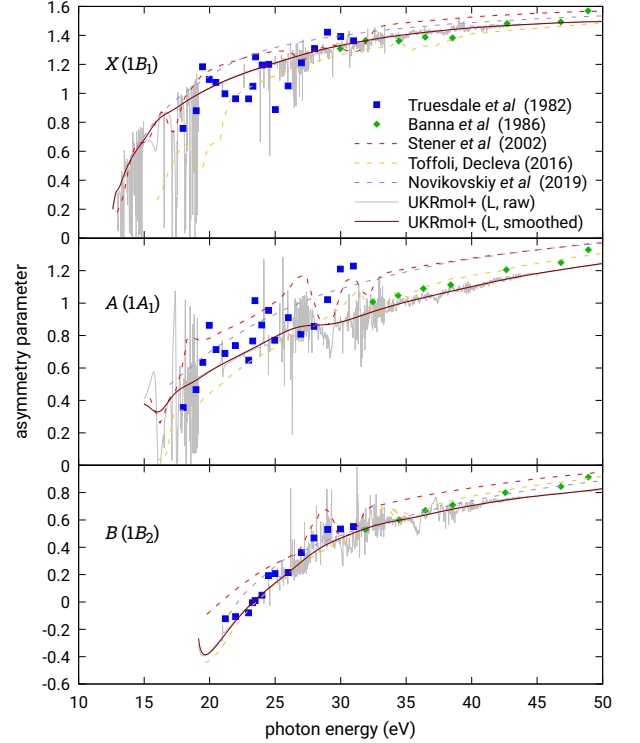 1.6
1.4
1.2
1
0.8
0.6
0.4
0.2
0
X (1B1)
Truesdale et al (1982)
Banna et al (1986)
Stener et al (2002)
Toffoli, Decleva (2016)
Novikovskiy et al (2019)
UKRmol+ (L, raw)
UKRmol+ (L, smoothed)
asymmetry parameter
1.2
1
0.8
0.6
0.4
0.2
0
A (1A1)
0.8
0.6
0.4
0.2
0
-0.2
-0.4
-0.6
B (1B2)
10 15 20 25 30 35 40 45 50
photon energy (eV)